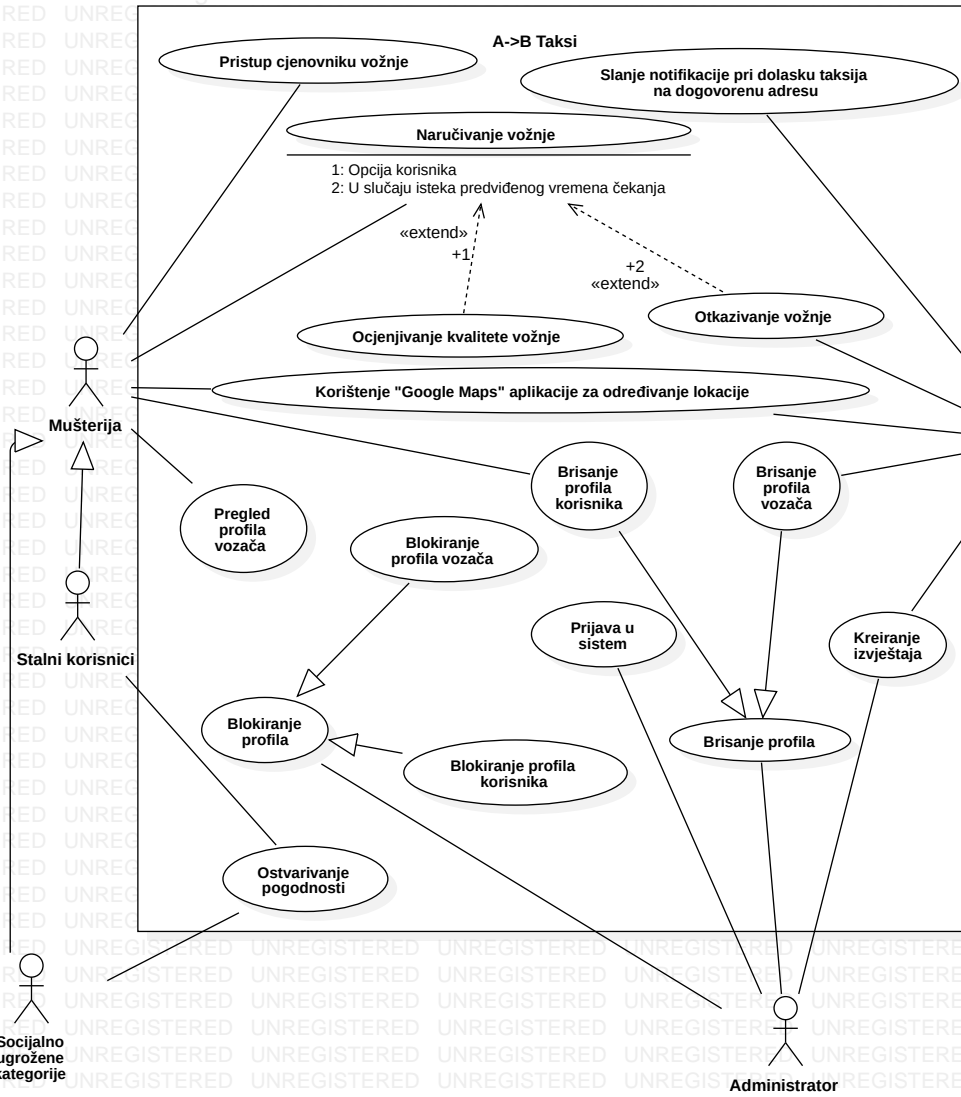 A->B Taksi
Pristup cjenovniku vožnje
Slanje notifikacije pri dolasku taksija
na dogovorenu adresu
Naručivanje vožnje
1: Opcija korisnika
2: U slučaju isteka predviđenog vremena čekanja
«extend»
+1
+2
«extend»
Ocjenjivanje kvalitete vožnje
Otkazivanje vožnje
Korištenje "Google Maps" aplikacije za određivanje lokacije
Mušterija
Brisanje
profila
korisnika
Brisanje
profila
vozača
Pregled
profila
vozača
Blokiranje
profila vozača
Prijava u
sistem
Kreiranje
izvještaja
Stalni korisnici
Blokiranje
profila
Brisanje profila
Blokiranje profila
korisnika
Ostvarivanje
pogodnosti
Socijalno
ugrožene
kategorije
Administrator
UNREGISTERED UNREGISTERED UNREGISTERED